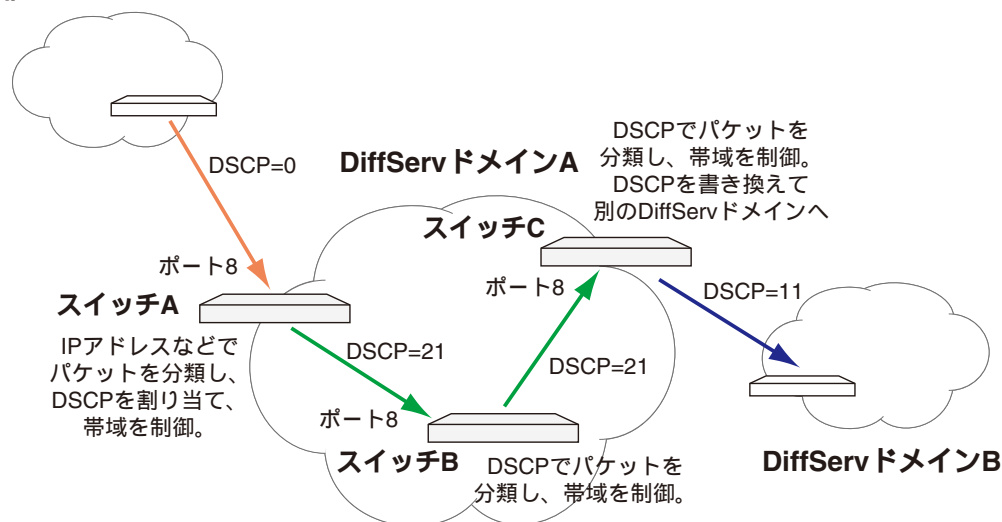 DSCP=0
DiffServドメインA
DSCPでパケットを
分類し、帯域を制御。
DSCPを書き換えて
別のDiffServドメインへ
スイッチC
ポート8
スイッチA
IPアドレスなどで
パケットを分類し、
DSCPを割り当て、
帯域を制御。
DSCP=21
ポート8
スイッチB
DSCPでパケットを
分類し、帯域を制御。
DSCP=21
ポート8
DSCP=11
DiffServドメインB